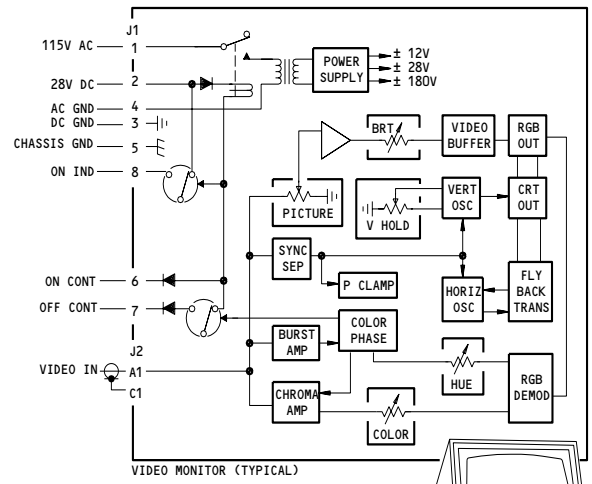 J1
115V AC 1
28V DC 2
AC GND 4
DC GND 3
CHASSIS GND 5
ON IND 8
ON CONT 6
OFF CONT 7
J2
VIDEO IN A1
C1
POWER
SUPPLY
± 12V
± 28V
± 180V
BRT
VIDEO
BUFFER
RGB
OUT
PICTURE
V HOLD
VERT
OSC
CRT
OUT
SYNC
SEP
P CLAMP
HORIZ
OSC
FLY
BACK
TRANS
BURST
AMP
COLOR
PHASE
HUE
RGB
DEMOD
CHROMA
AMP
COLOR
VIDEO MONITOR (TYPICAL)